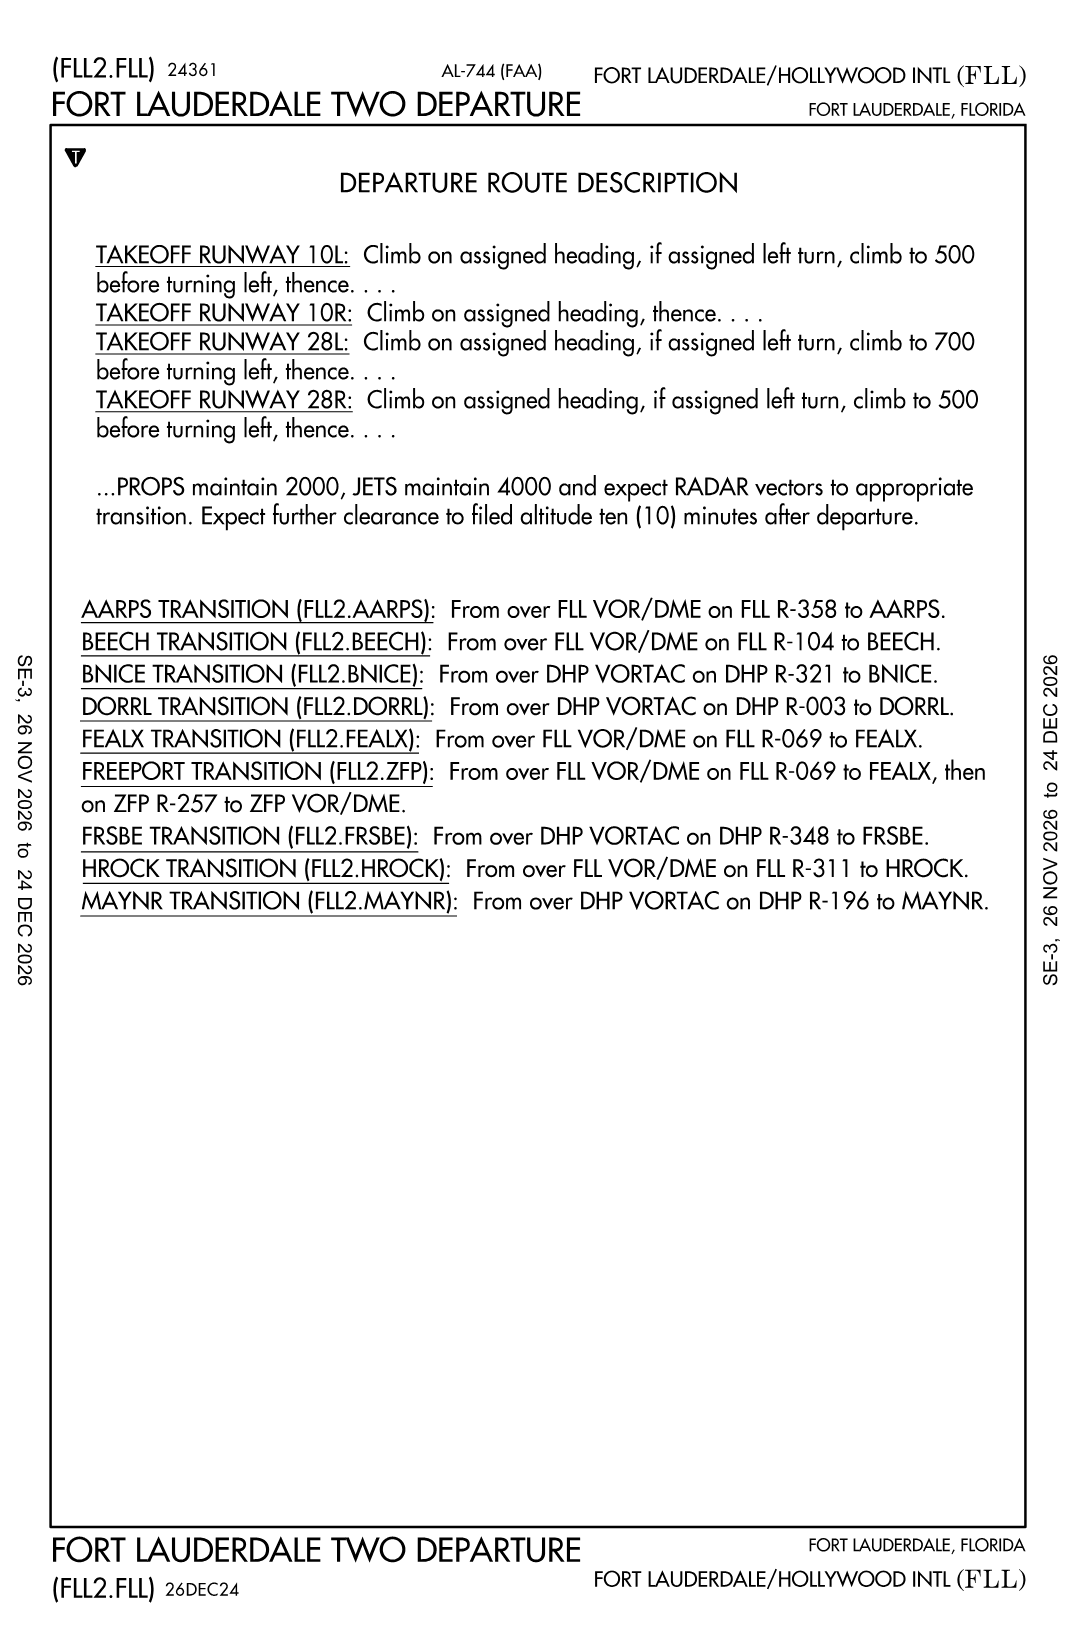 (FLL2.FLL) 24361
AL-744 (FAA)
FORT LAUDERDALE/HOLLYWOOD INTL (FLL)
FORT LAUDERDALE TWO DEPARTURE
FORT LAUDERDALE, FLORIDA
T
DEPARTURE ROUTE DESCRIPTION
TAKEOFF RUNWAY 10L: Climb on assigned heading, if assigned left turn, climb to 500
before turning left, thence. . . .
TAKEOFF RUNWAY 10R: Climb on assigned heading, thence. . . .
TAKEOFF RUNWAY 28L: Climb on assigned heading, if assigned left turn, climb to 700
before turning left, thence. . . .
TAKEOFF RUNWAY 28R: Climb on assigned heading, if assigned left turn, climb to 500
before turning left, thence. . . .
...PROPS maintain 2000, JETS maintain 4000 and expect RADAR vectors to appropriate
transition. Expect further clearance to filed altitude ten (10) minutes after departure.
AARPS TRANSITION (FLL2.AARPS): From over FLL VOR/DME on FLL R-358 to AARPS.
BEECH TRANSITION (FLL2.BEECH): From over FLL VOR/DME on FLL R-104 to BEECH.
BNICE TRANSITION (FLL2.BNICE): From over DHP VORTAC on DHP R-321 to BNICE.
DORRL TRANSITION (FLL2.DORRL): From over DHP VORTAC on DHP R-003 to DORRL.
FEALX TRANSITION (FLL2.FEALX): From over FLL VOR/DME on FLL R-069 to FEALX.
FREEPORT TRANSITION (FLL2.ZFP): From over FLL VOR/DME on FLL R-069 to FEALX, then
on ZFP R-257 to ZFP VOR/DME.
FRSBE TRANSITION (FLL2.FRSBE): From over DHP VORTAC on DHP R-348 to FRSBE.
HROCK TRANSITION (FLL2.HROCK): From over FLL VOR/DME on FLL R-311 to HROCK.
MAYNR TRANSITION (FLL2.MAYNR): From over DHP VORTAC on DHP R-196 to MAYNR.
SE-3, 26 NOV 2026 to 24 DEC 2026
SE-3, 26 NOV 2026 to 24 DEC 2026
FORT LAUDERDALE TWO DEPARTURE
FORT LAUDERDALE, FLORIDA
(FLL2.FLL) 26DEC24
FORT LAUDERDALE/HOLLYWOOD INTL (FLL)